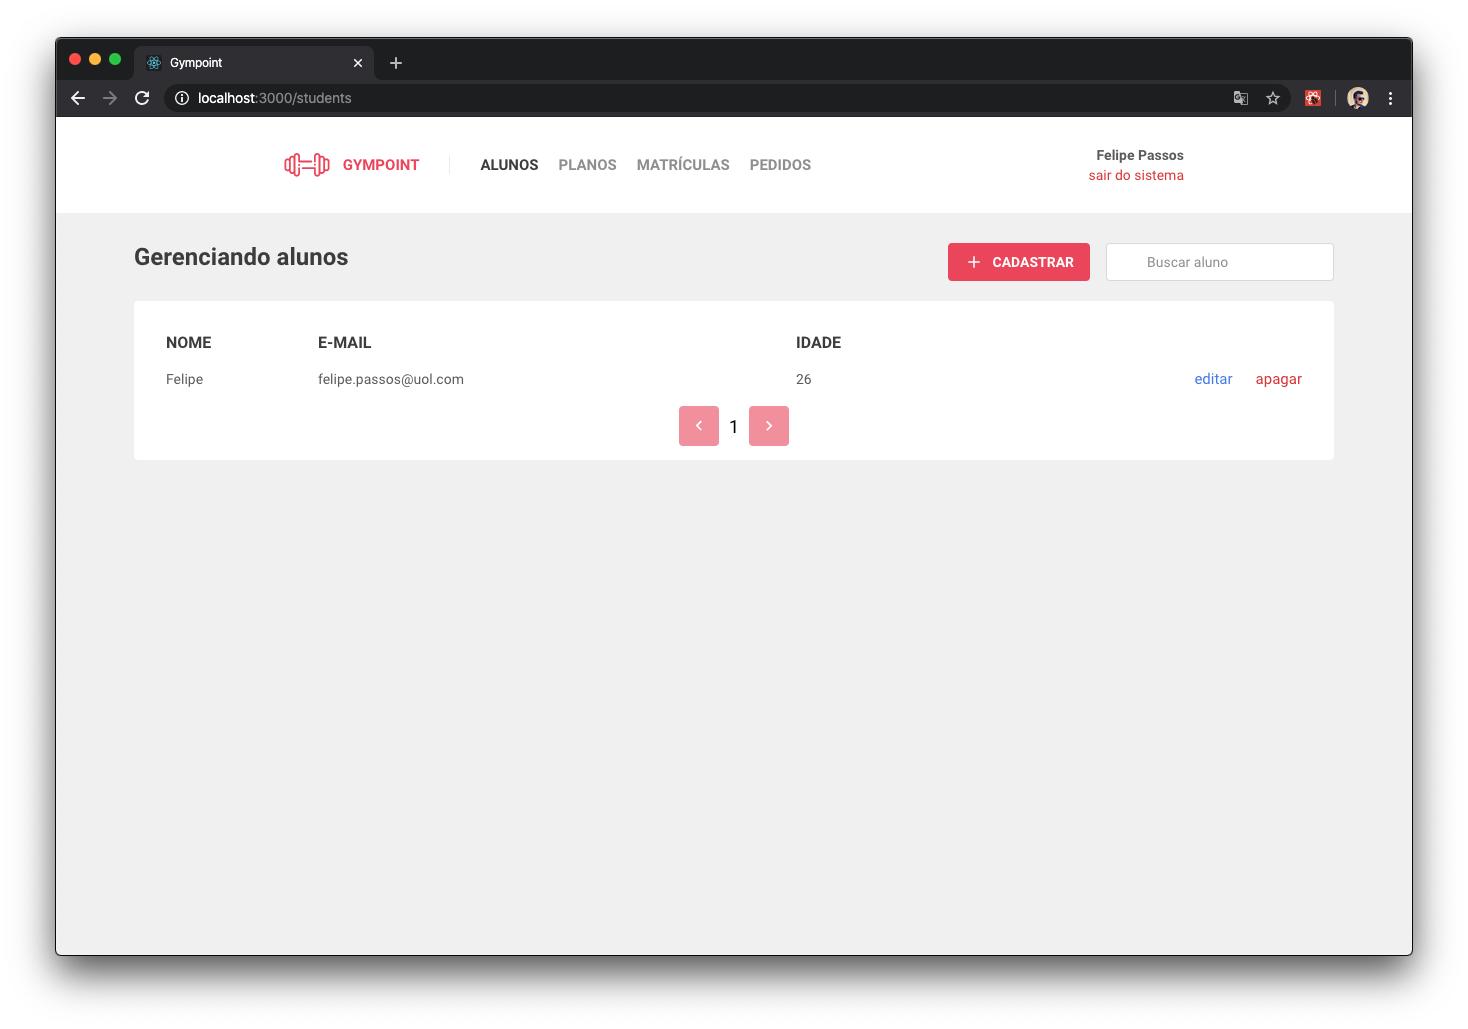 Gympoint
localhost:3000/students
GYMPOINT ALUNOS PLANOS MATRÍCULAS PEDIDOS
Felipe Passos
sair do sistema
Gerenciando alunos
CADASTRAR
Buscar aluno
NOME E-MAIL IDADE
Felipe felipe.passos@uol.com 26 editar apagar
1